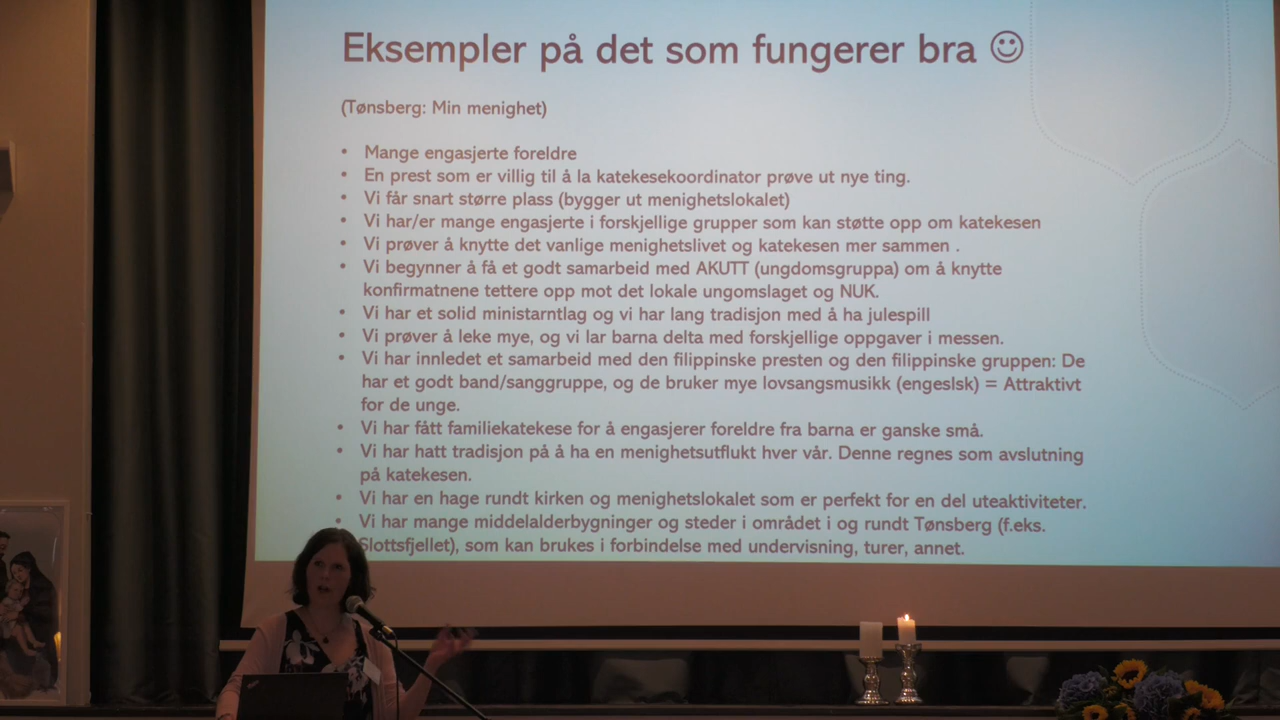 Eksempler på det som fungerer bra ☺
(Tønsberg: Min menighet)
• Mange engasjerte foreldre
• En prest som er villig til å la katekesekoordinator prøve ut nye ting.
• Vi får snart større plass (bygger ut menighetslokalet)
• Vi har/er mange engasjerte i forskjellige grupper som kan støtte opp om katekesen
• Vi prøver å knytte det vanlige menighetslivet og katekesen mer sammen .
• Vi begynner å få et godt samarbeid med AKUTT (ungdomsgruppa) om å knytte
konfirmatnene tettere opp mot det lokale ungomslaget og NUK.
• Vi har et solid ministarntlag og vi har lang tradisjon med å ha julespill
• Vi prøver å leke mye, og vi lar barna delta med forskjellige oppgaver i messen.
• Vi har innledet et samarbeid med den filippinske presten og den filippinske gruppen: De
har et godt band/sanggruppe, og de bruker mye lovsangsmusikk (engeslsk) = Attraktivt
for de unge.
• Vi har fått familiekatekese for å engasjerer foreldre fra barna er ganske små.
• Vi har hatt tradisjon på å ha en menighetsutflukt hver vår. Denne regnes som avslutning
på katekesen.
• Vi har en hage rundt kirken og menighetslokalet som er perfekt for en del uteaktiviteter.
• Vi har mange middelalderbygninger og steder i området i og rundt Tønsberg (f.eks.
Slottsfjellet), som kan brukes i forbindelse med undervisning, turer, annet.